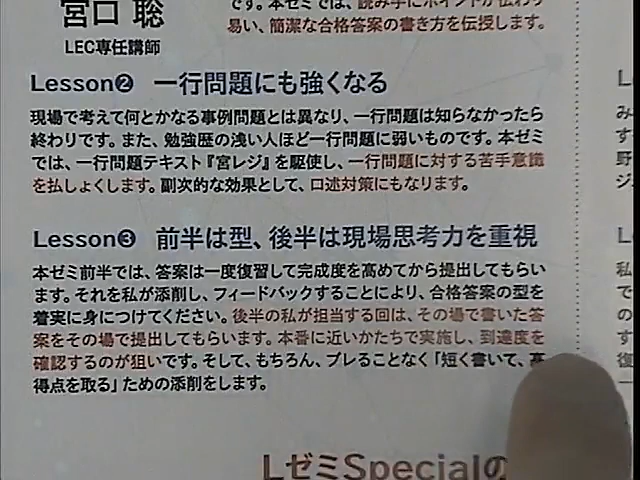 宮口 聡
LEC専任講師
です。本ゼミでは、読み手にポイントが伝わり
易い、簡潔な合格答案の書き方を伝授します。
Lesson❷ 一行問題にも強くなる
現場で考えて何とかなる事例問題とは異なり、一行問題は知らなかったら
終わりです。また、勉強歴の浅い人ほど一行問題に弱いものです。本ゼミ
では、一行問題テキスト『宮レジ』を駆使し、一行問題に対する苦手意識
を払しょくします。副次的な効果として、口述対策にもなります。
Lesson❸ 前半は型、後半は現場思考力を重視
本ゼミ前半では、答案は一度復習して完成度を高めてから提出してもらい
ます。それを私が添削し、フィードバックすることにより、合格答案の型を
着実に身につけてください。後半の私が担当する回は、その場で書いた答
案をその場で提出してもらいます。本番に近いかたちで実施し、到達度を
確認するのが狙いです。そして、もちろん、ブレることなく「短く書いて、高
得点を取る」ための添削をします。
LゼミSpecialの